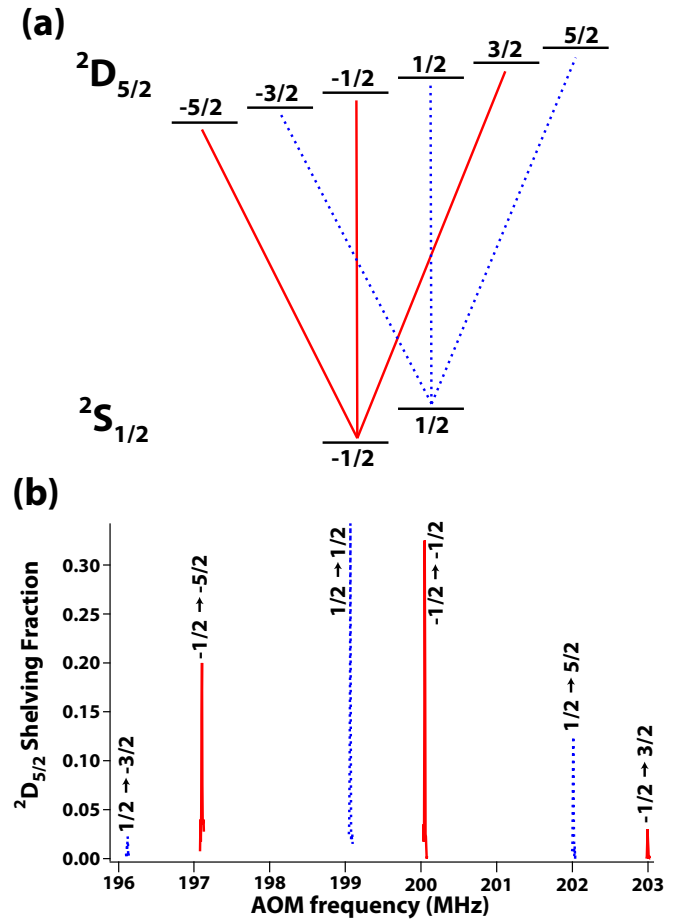 (a)
²D₅/₂
-5/2
-3/2
-1/2
1/2
3/2
5/2
²S₁/₂
-1/2
1/2
(b)
²D₅/₂ Shelving Fraction
0.30
0.25
0.20
0.15
0.10
0.05
0.00
1/2 → -3/2
-1/2 → -5/2
1/2 → 1/2
-1/2 → -1/2
1/2 → 5/2
-1/2 → 3/2
196 197 198 199 200 201 202 203
AOM frequency (MHz)